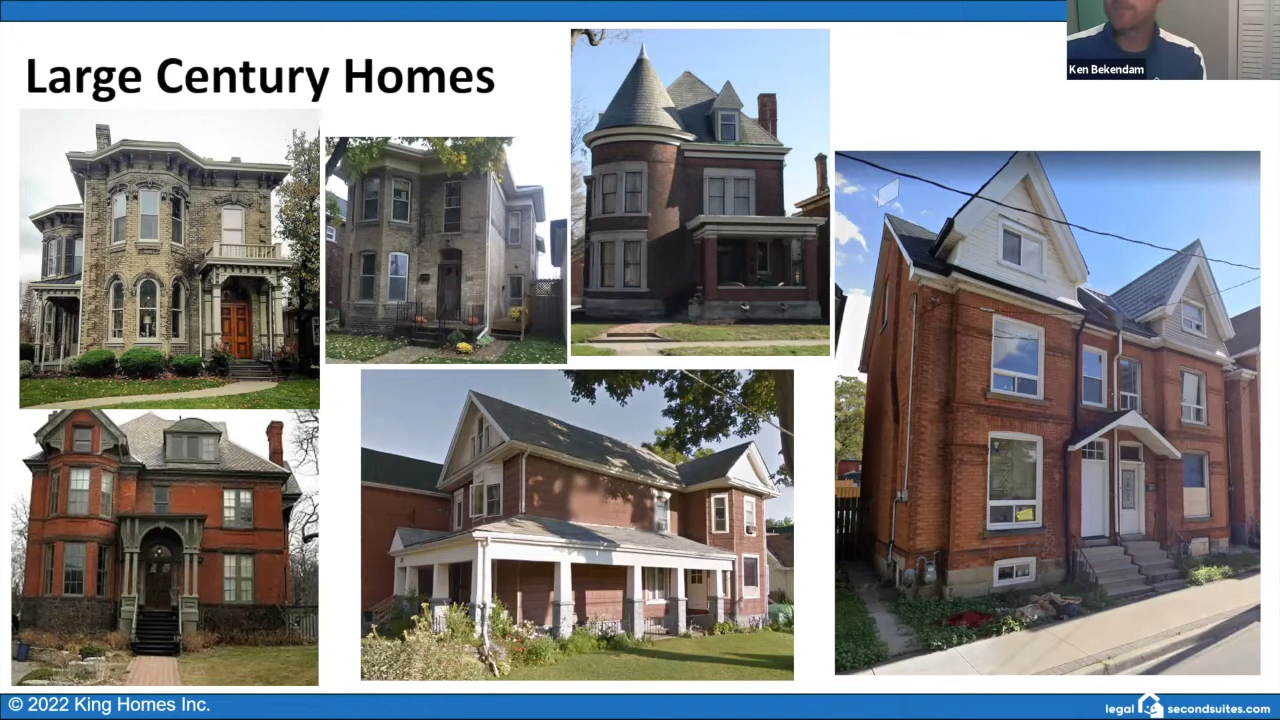 Large Century Homes
Ken Bekendam
© 2022 King Homes Inc.
legal secondsuites.com